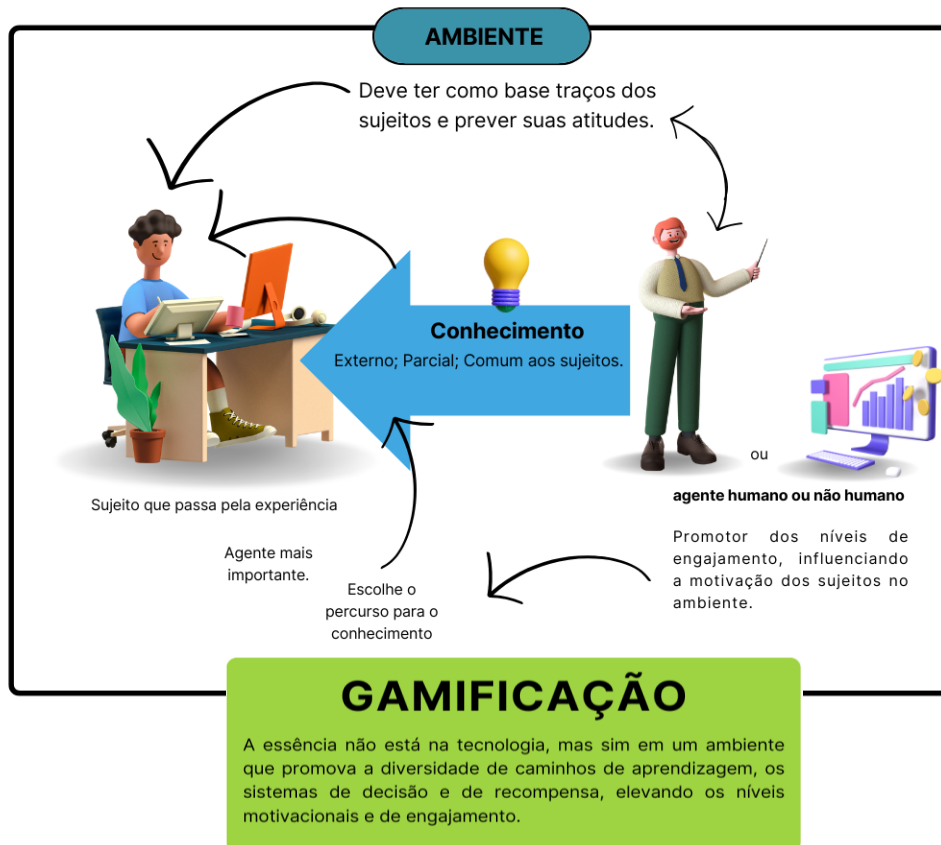 AMBIENTE
Deve ter como base traços dos
sujeitos e prever suas atitudes.
Conhecimento
Externo; Parcial; Comum aos sujeitos.
ou
Sujeito que passa pela experiência
agente humano ou não humano
Agente mais
importante.
Escolhe o
percurso para o
conhecimento
Promotor dos níveis de
engajamento, influenciando
a motivação dos sujeitos no
ambiente.
GAMIFICAÇÃO
A essência não está na tecnologia, mas sim em um ambiente
que promova a diversidade de caminhos de aprendizagem, os
sistemas de decisão e de recompensa, elevando os níveis
motivacionais e de engajamento.